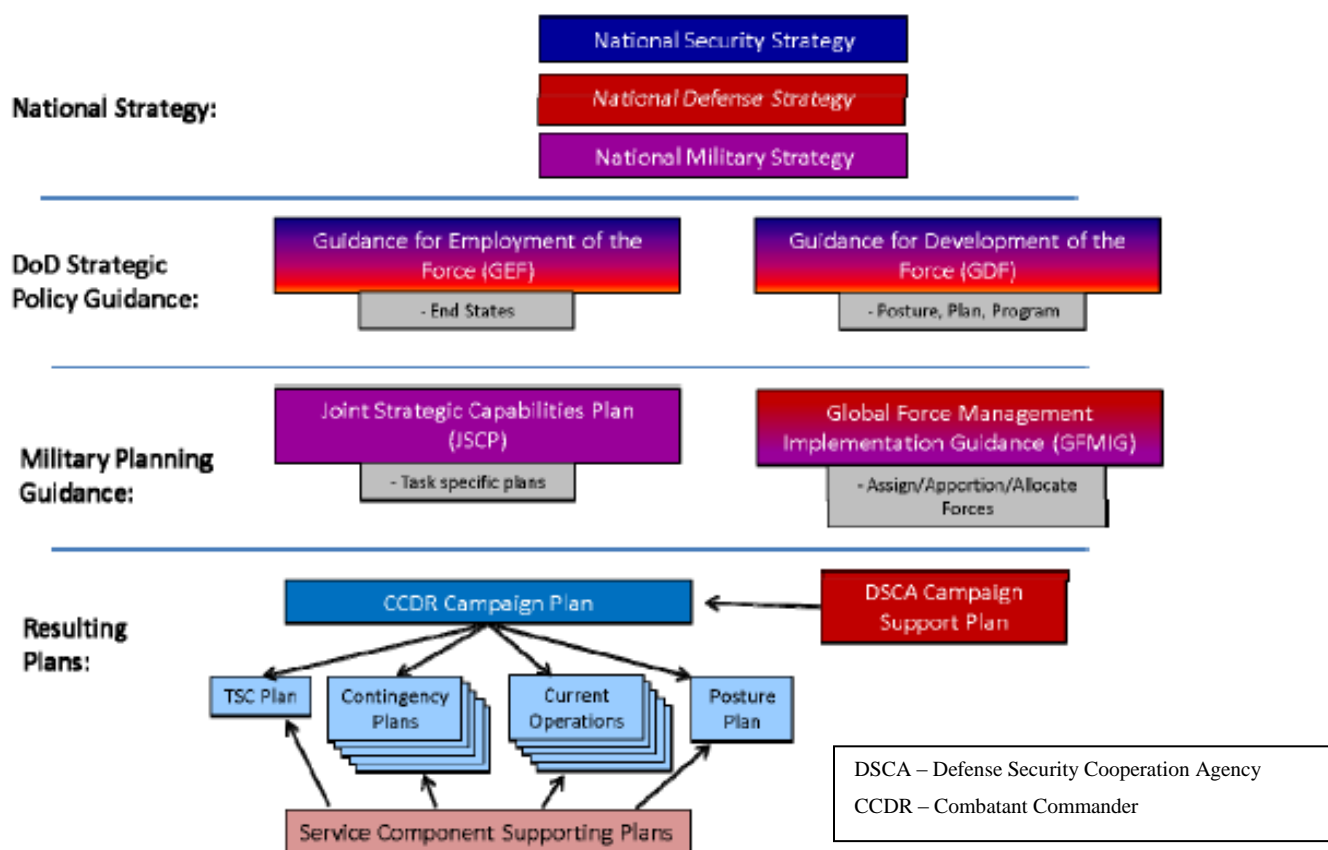 National Security Strategy
National Strategy:
National Defense Strategy
National Military Strategy
DoD Strategic
Policy Guidance:
Guidance for Employment of the
Force (GEF)
- End States
Guidance for Development of the
Force (GDF)
- Posture, Plan, Program
Military Planning
Guidance:
Joint Strategic Capabilities Plan
(JSCP)
- Task specific plans
Global Force Management
Implementation Guidance (GFMIG)
- Assign/Apportion/Allocate
Forces
Resulting
Plans:
CCDR Campaign Plan
DSCA Campaign
Support Plan
TSC Plan
Contingency
Plans
Current
Operations
Posture
Plan
Service Component Supporting Plans
DSCA – Defense Security Cooperation Agency
CCDR – Combatant Commander